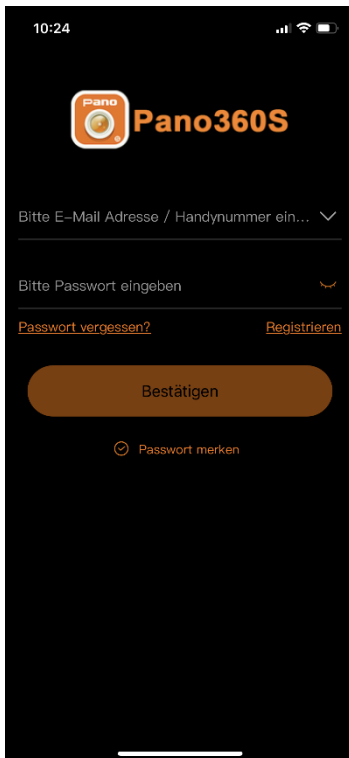 10:24
Pano
Pano360S
Bitte E-Mail Adresse / Handynummer ein...
Bitte Passwort eingeben
Passwort vergessen? Registrieren
Bestätigen
Passwort merken